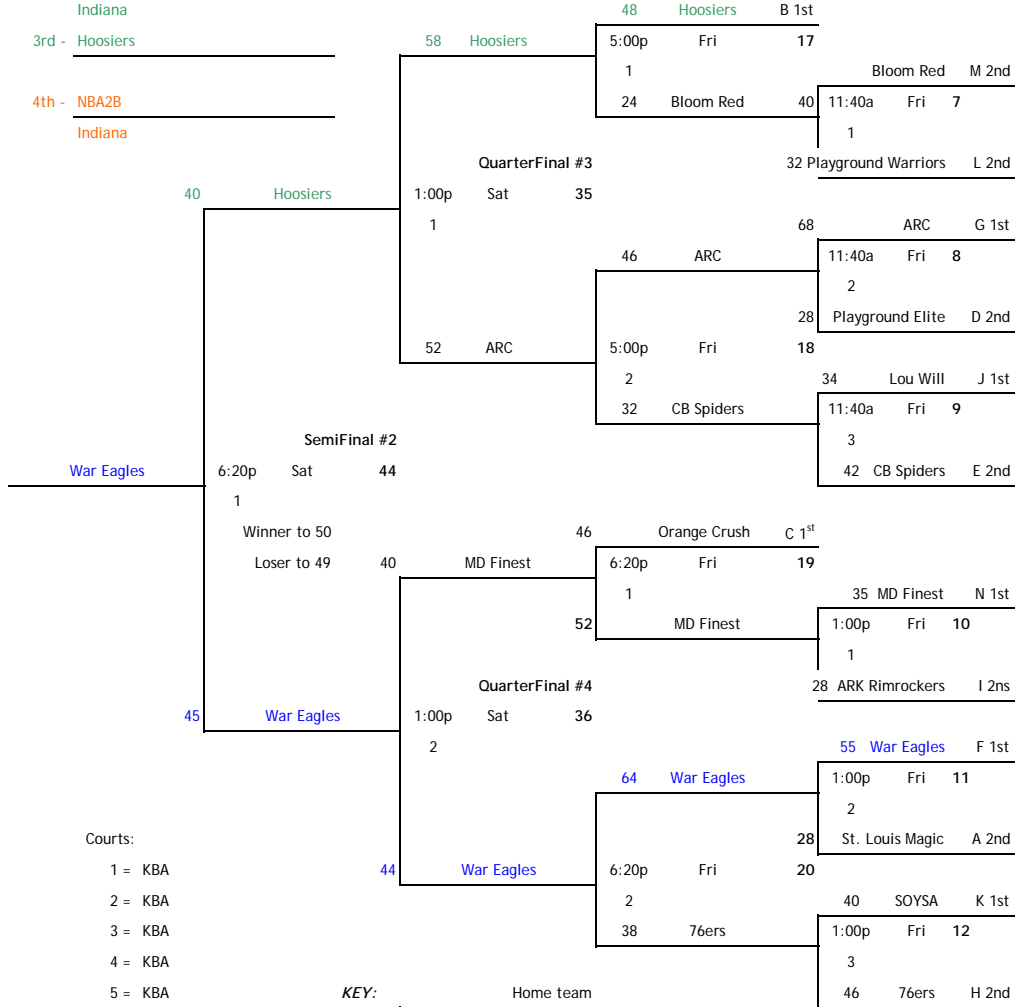 Indiana 48 Hoosiers B 1st
3rd - Hoosiers 58 Hoosiers 5:00p Fri 17
1 Bloom Red M 2nd
4th - NBA2B 24 Bloom Red 40 11:40a Fri 7
Indiana 1
QuarterFinal #3 32 Playground Warriors L 2nd
40 Hoosiers 1:00p Sat 35
1 68 ARC G 1st
46 ARC 11:40a Fri 8
2
28 Playground Elite D 2nd
52 ARC 5:00p Fri 18
2 34 Lou Will J 1st
32 CB Spiders 11:40a Fri 9
SemiFinal #2 3
War Eagles 6:20p Sat 44 42 CB Spiders E 2nd
1
Winner to 50 46 Orange Crush C 1st
Loser to 49 40 MD Finest 6:20p Fri 19
1 35 MD Finest N 1st
52 MD Finest 1:00p Fri 10
1
QuarterFinal #4 28 ARK Rimrockers I 2ns
45 War Eagles 1:00p Sat 36
2 55 War Eagles F 1st
64 War Eagles 1:00p Fri 11
2
Courts: 28 St. Louis Magic A 2nd
1 = KBA 44 War Eagles 6:20p Fri 20
2 = KBA 2 40 SOYSA K 1st
3 = KBA 38 76ers 1:00p Fri 12
4 = KBA 3
5 = KBA KEY: Home team 46 76ers H 2nd